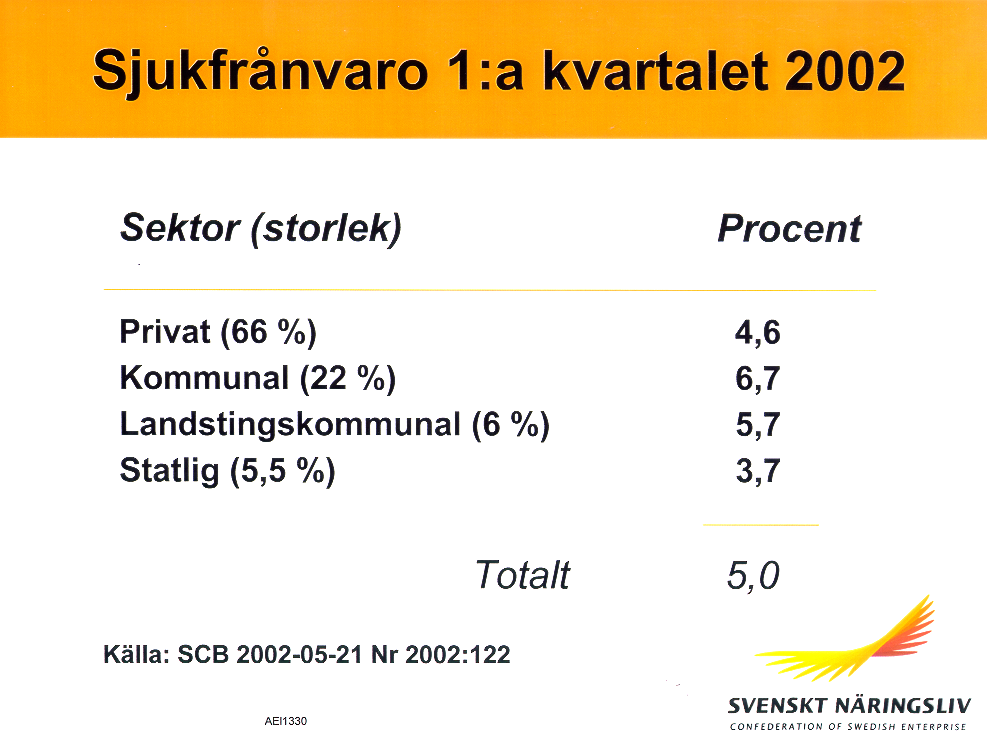 Sjukfrånvaro 1:a kvartalet 2002
Sektor (storlek) Procent
Privat (66 %) 4,6
Kommunal (22 %) 6,7
Landstingskommunal (6 %) 5,7
Statlig (5,5 %) 3,7
Totalt 5,0
Källa: SCB 2002-05-21 Nr 2002:122
SVENSKT NÄRINGSLIV
CONFEDERATION OF SWEDISH ENTERPRISE
AEI1330